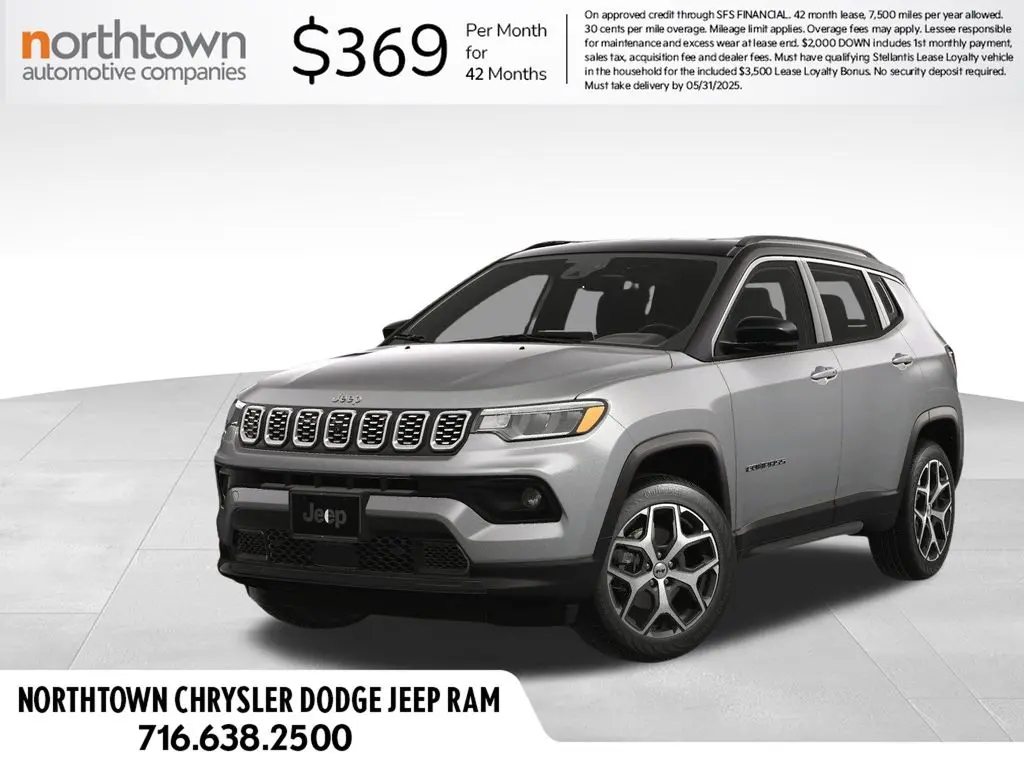 northtown
automotive companies
$369
Per Month
for
42 Months
On approved credit through SFS FINANCIAL. 42 month lease, 7,500 miles per year allowed.
30 cents per mile overage. Mileage limit applies. Overage fees may apply. Lessee responsible
for maintenance and excess wear at lease end. $2,000 DOWN includes 1st monthly payment,
sales tax, acquisition fee and dealer fees. Must have qualifying Stellantis Lease Loyalty vehicle
in the household for the included $3,500 Lease Loyalty Bonus. No security deposit required.
Must take delivery by 05/31/2025.
Jeep
COMPASS
Jeep
NORTHTOWN CHRYSLER DODGE JEEP RAM
716.638.2500